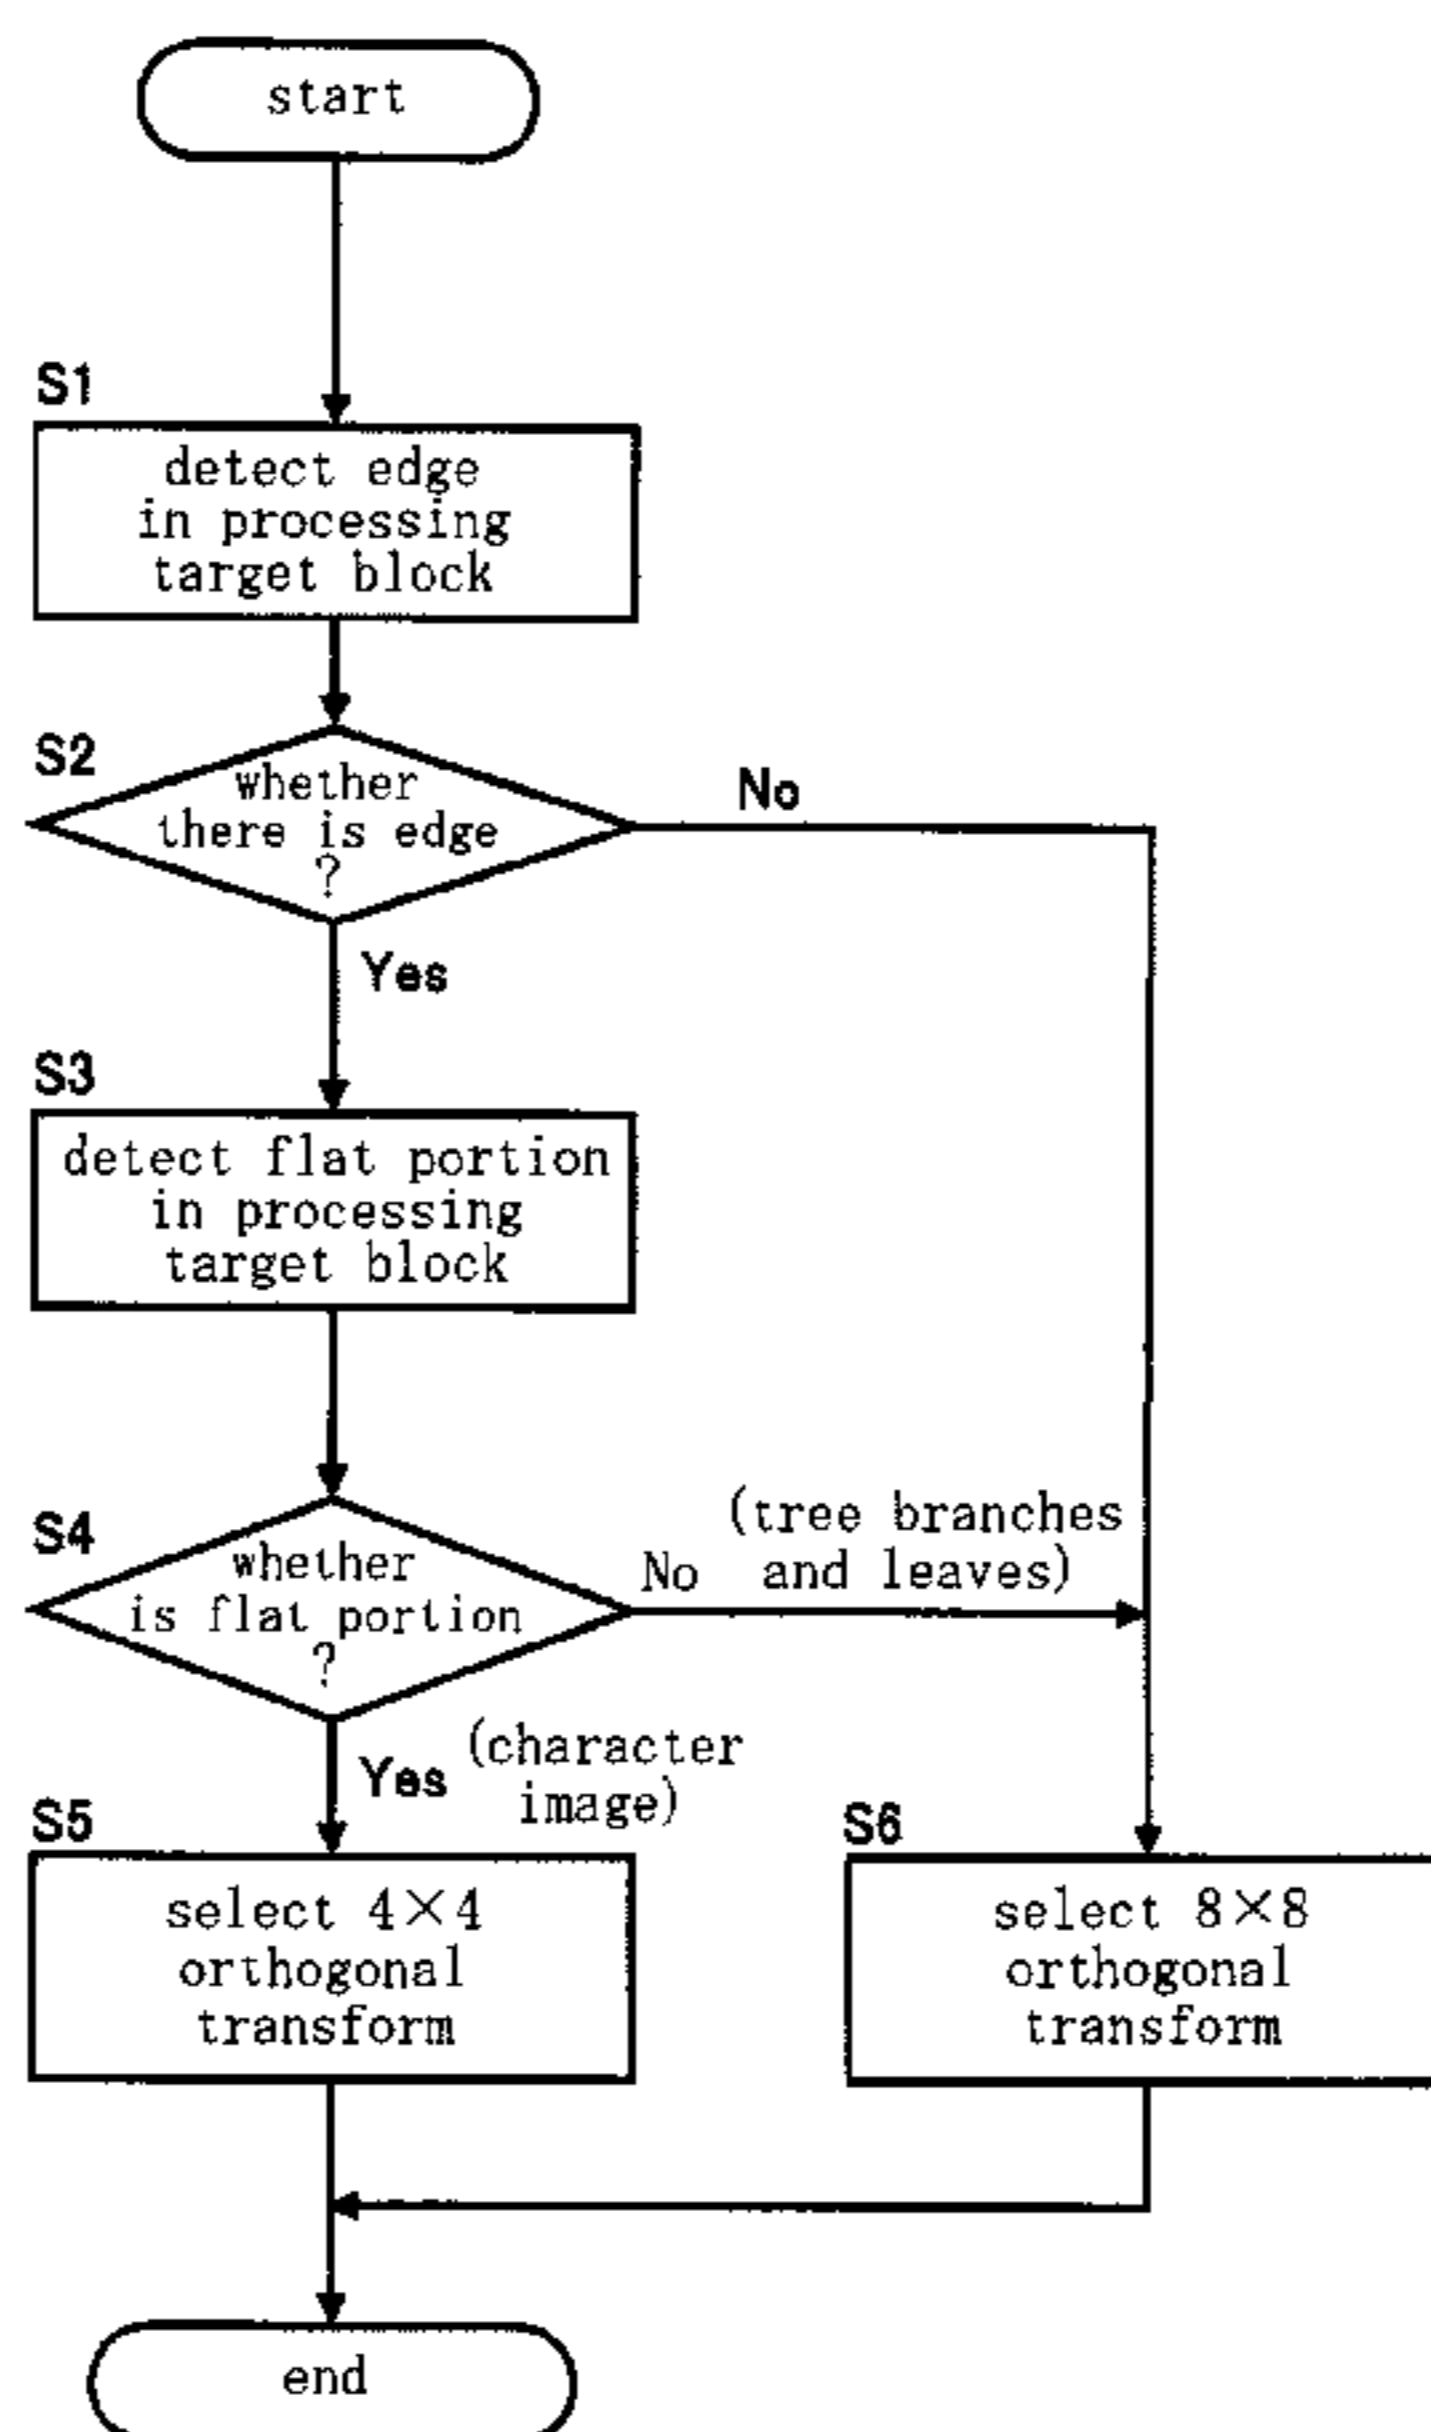 start
S1
detect edge
in processing
target block
S2
whether
there is edge
?
No
Yes
S3
detect flat portion
in processing
target block
S4
whether
is flat portion
?
No
(tree branches
and leaves)
Yes
(character
image)
S5
select 4×4
orthogonal
transform
S6
select 8×8
orthogonal
transform
end